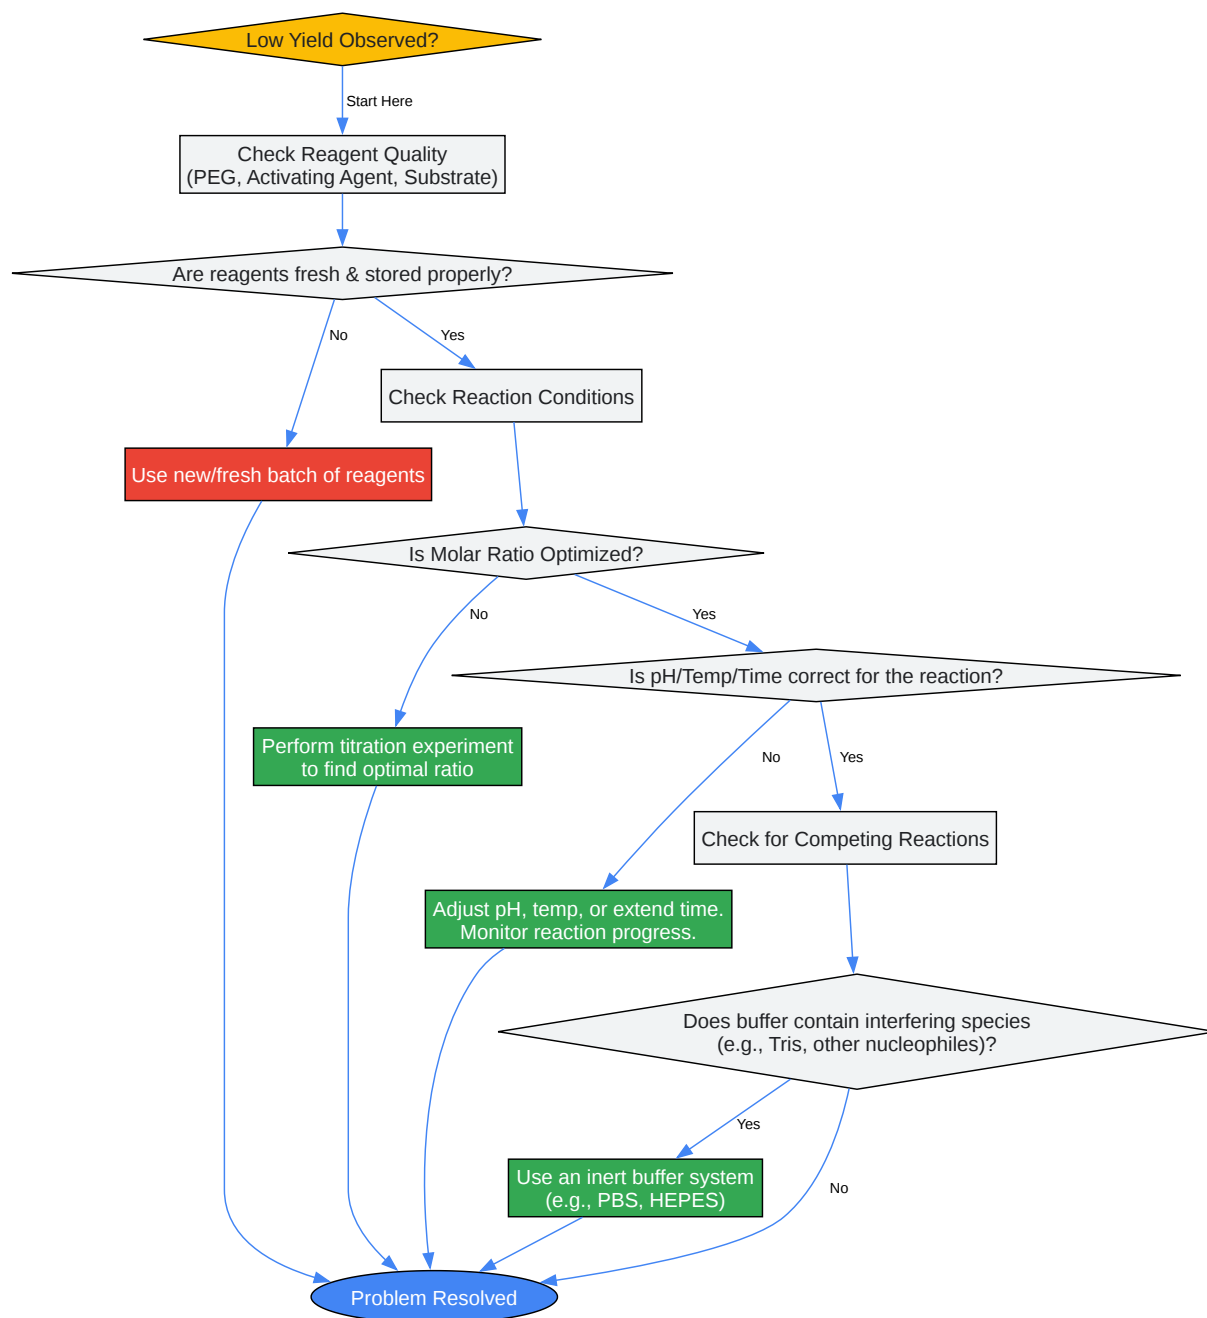 Low Yield Observed?
Start Here
Check Reagent Quality
(PEG, Activating Agent, Substrate)
Are reagents fresh & stored properly?
No
Yes
Check Reaction Conditions
Use new/fresh batch of reagents
Is Molar Ratio Optimized?
No
Yes
Is pH/Temp/Time correct for the reaction?
Perform titration experiment
to find optimal ratio
No
Yes
Check for Competing Reactions
Adjust pH, temp, or extend time.
Monitor reaction progress.
Does buffer contain interfering species
(e.g., Tris, other nucleophiles)?
Yes
Use an inert buffer system
(e.g., PBS, HEPES)
No
Problem Resolved